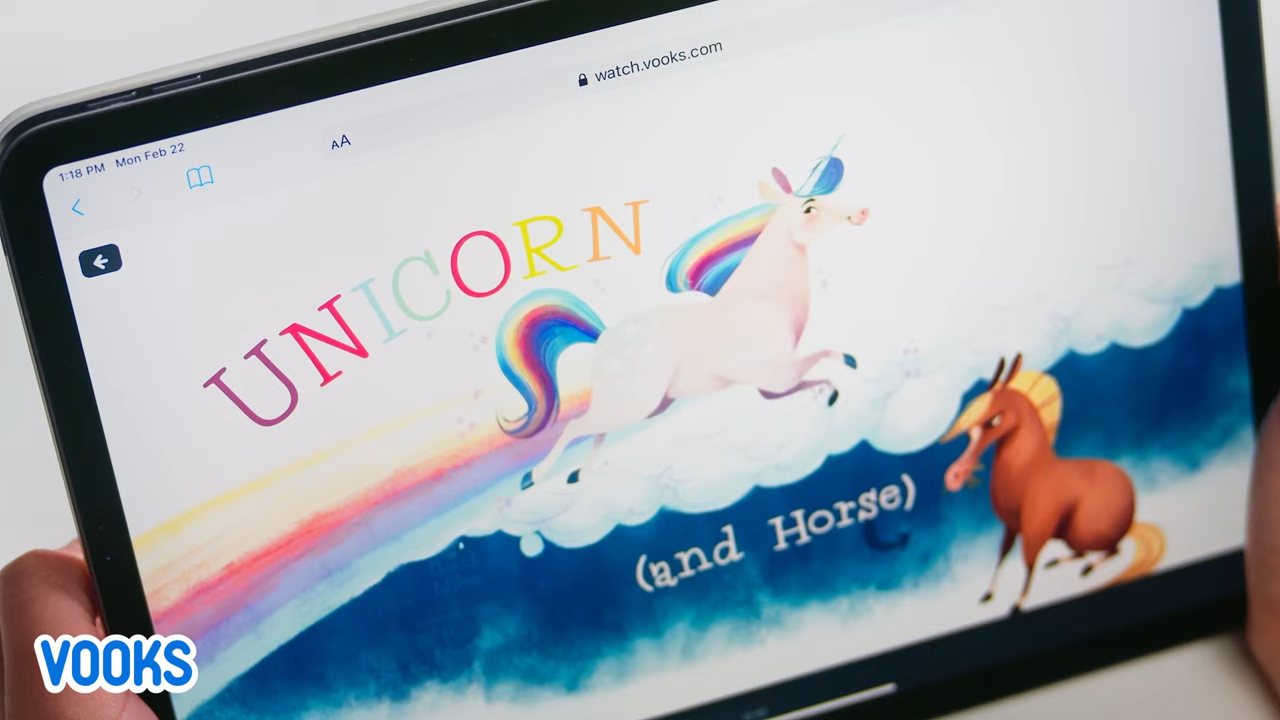 watch.vooks.com
1:18 PM Mon Feb 22
AA
UNICORN
(and Horse)
VOOKS